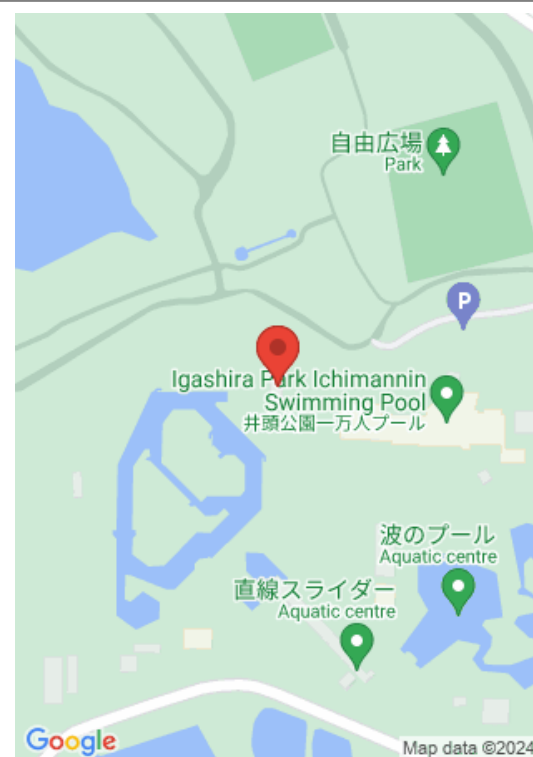 自由広場
Park
P
Igashira Park Ichimannin
Swimming Pool
井頭公園一万人プール
波のプール
Aquatic centre
直線スライダー
Aquatic centre
Google
Map data ©2024